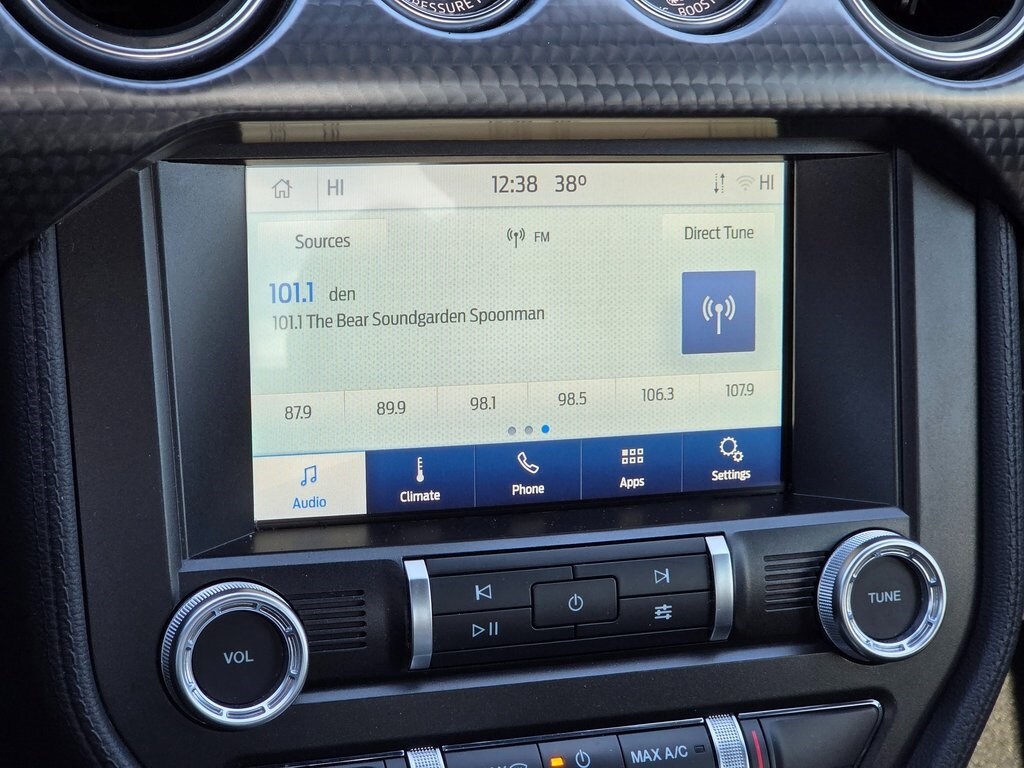 PRESSURE
BOOST
HI 12:38 38° HI
Sources FM Direct Tune
101.1 den
101.1 The Bear Soundgarden Spoonman
87.9 89.9 98.1 98.5 106.3 107.9
Audio Climate Phone Apps Settings
VOL
TUNE
MAX A/C